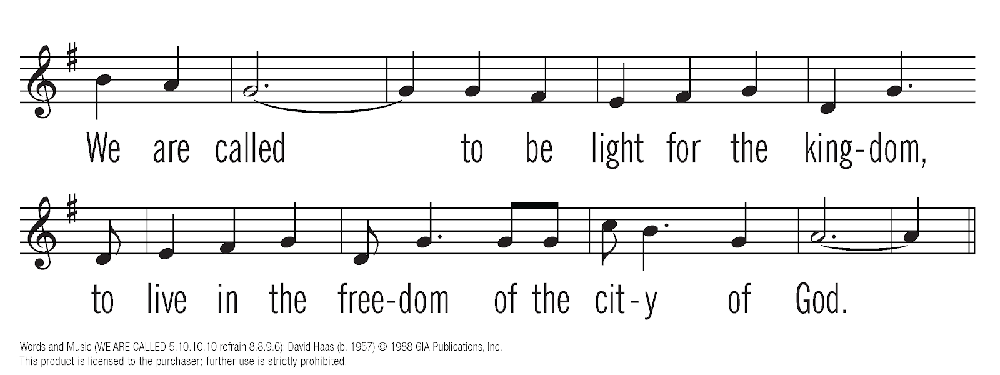 We are called to be light for the king-dom,
to live in the free-dom of the cit-y of God.
Words and Music (WE ARE CALLED 5.10.10.10 refrain 8.8.9.6): David Haas (b. 1957) © 1988 GIA Publications, Inc.
This product is licensed to the purchaser; further use is strictly prohibited.